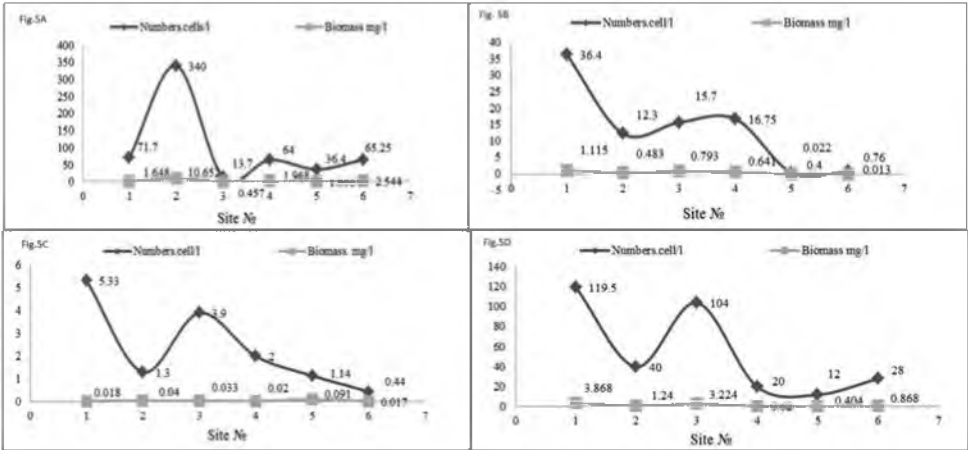 Fig.5A
Numbers.cells/l Biomass mg/l
400
350
300
250
200
150
100
50
0
71.7 340 13.7 64 36.4 65.25
1.648 10.652 0.457 1.968 2.544
0 1 2 3 4 5 6 7
Site №
Fig. 5B
Numbers.cell/l Biomass mg/l
40
35
30
25
20
15
10
5
0
-5
36.4 12.3 15.7 16.75 0.022 0.76
1.115 0.483 0.793 0.641 0.4 0.013
0 1 2 3 4 5 6 7
Site №
Fig.5C
Numbers.cell/l Biomass mg/l
6
5
4
3
2
1
0
5.33 1.3 3.9 2 1.14 0.44
0.018 0.04 0.033 0.02 0.091 0.017
0 1 2 3 4 5 6 7
Site №
Fig.5D
Numbers.cell/l Biomass mg/l
140
120
100
80
60
40
20
0
119.5 40 104 20 12 28
3.868 1.24 3.224 0.404 0.868
0 1 2 3 4 5 6 7
Site №